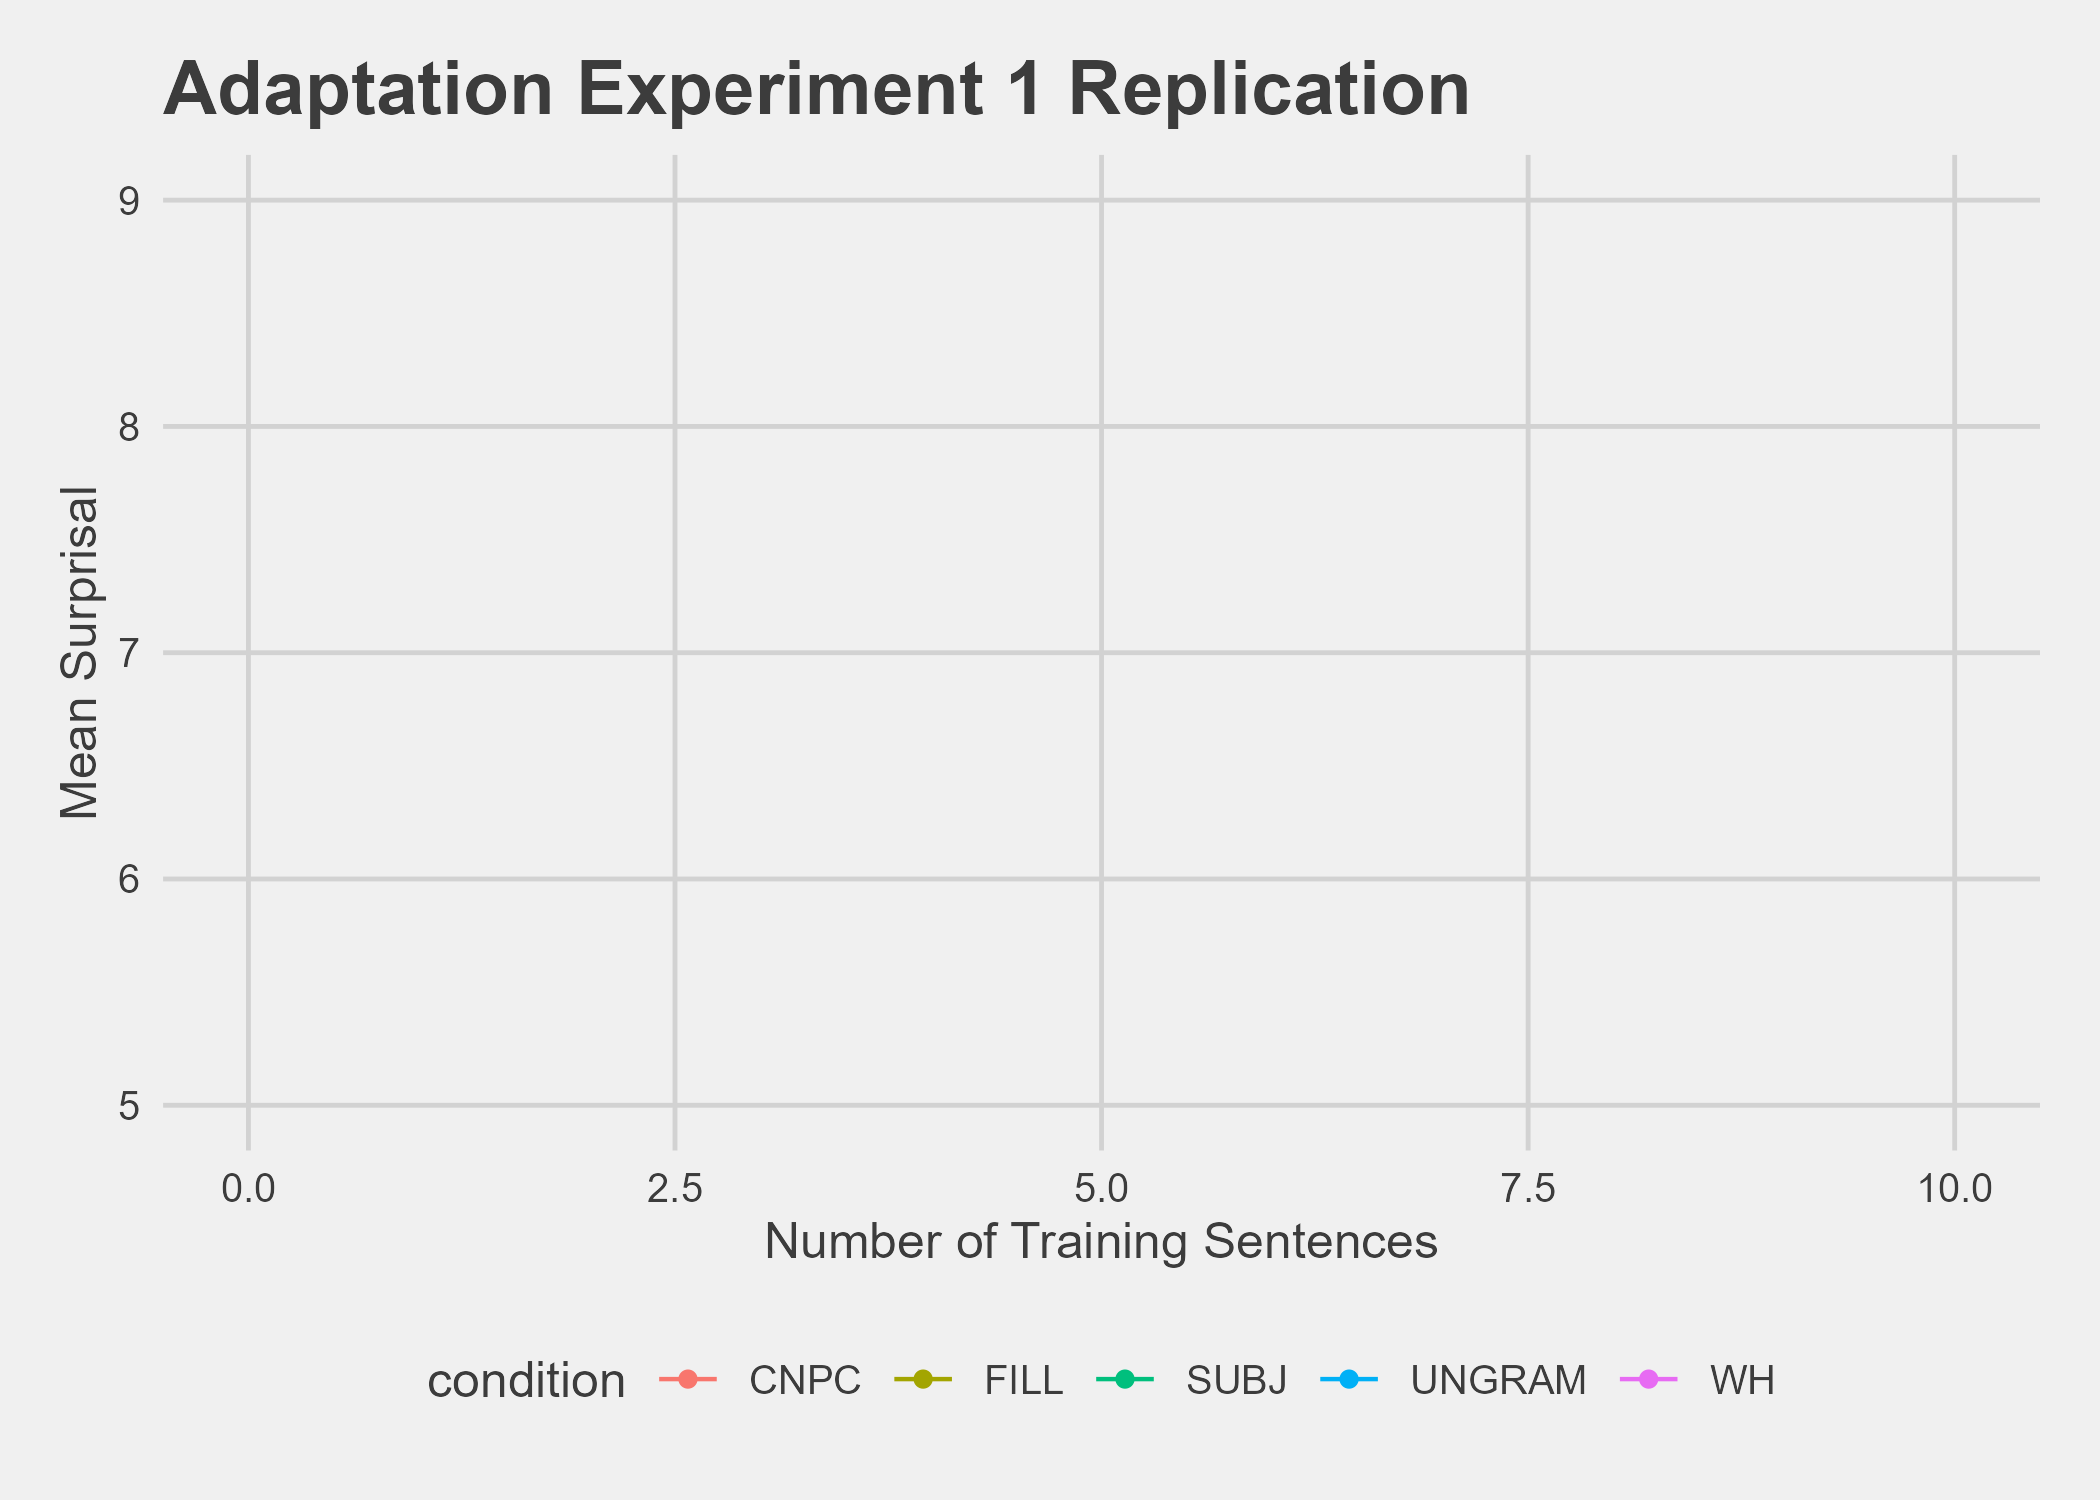 Adaptation Experiment 1 Replication
9
8
7
6
5
Mean Surprisal
0.0 2.5 5.0 7.5 10.0
Number of Training Sentences
condition CNPC FILL SUBJ UNGRAM WH